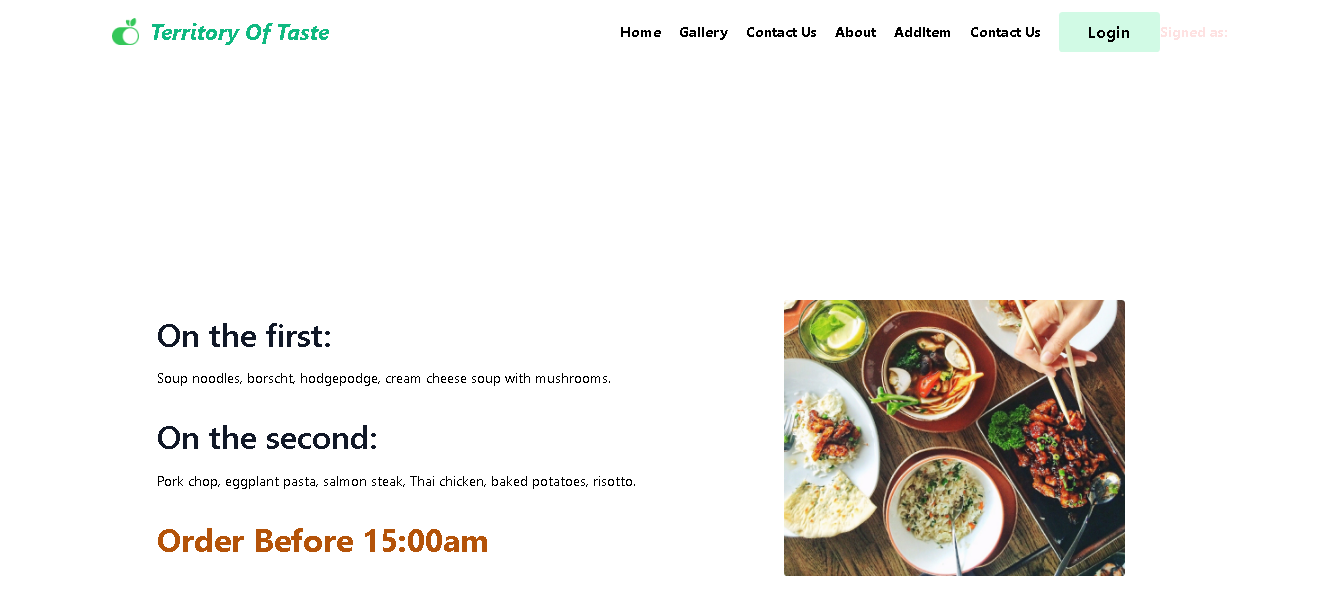 Territory Of Taste
Home Gallery Contact Us About AddItem Contact Us Login Signed as:
On the first:
Soup noodles, borscht, hodgepodge, cream cheese soup with mushrooms.
On the second:
Pork chop, eggplant pasta, salmon steak, Thai chicken, baked potatoes, risotto.
Order Before 15:00am